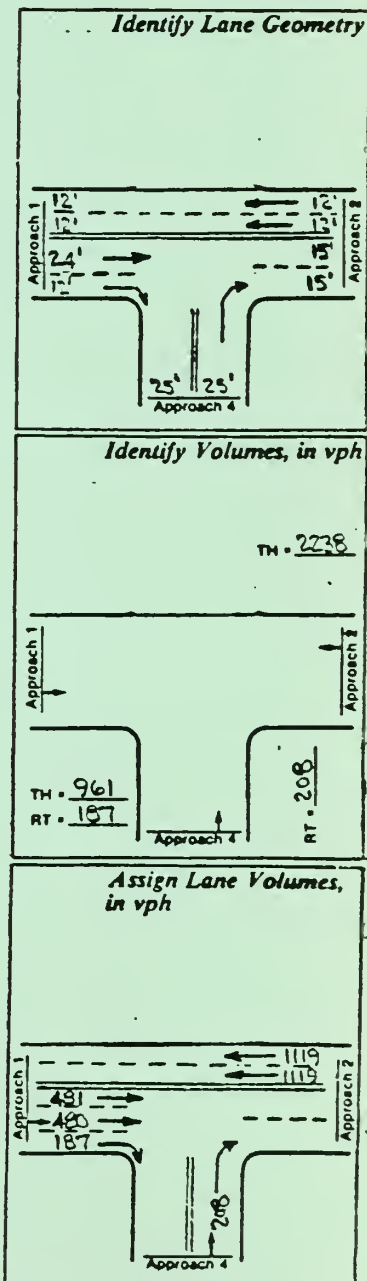 Identify Lane Geometry
Approach 1
12'
12'
24'
12'
12'
12'
15'
15'
Approach 2
25' 25'
Approach 4
Identify Volumes, in vph
TH = 2238
Approach 1
Approach 2
TH = 961
RT = 187
RT = 208
Approach 4
Assign Lane Volumes,
in vph
Approach 1
481
480
187
1119
1119
Approach 2
208
Approach 4